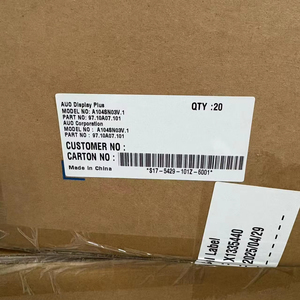 AUO Display Plus
QTY :20
MODEL NO: A104SN03V.1
PART NO: 97.10A07.101
AUO Corporation
MODEL NO : A104SN03V.1
PART NO: 97.10A07.101
CUSTOMER NO :
CARTON NO :
Made in China
*S17-5429-101Z-6001*
Label
X1335440
2025/04/29